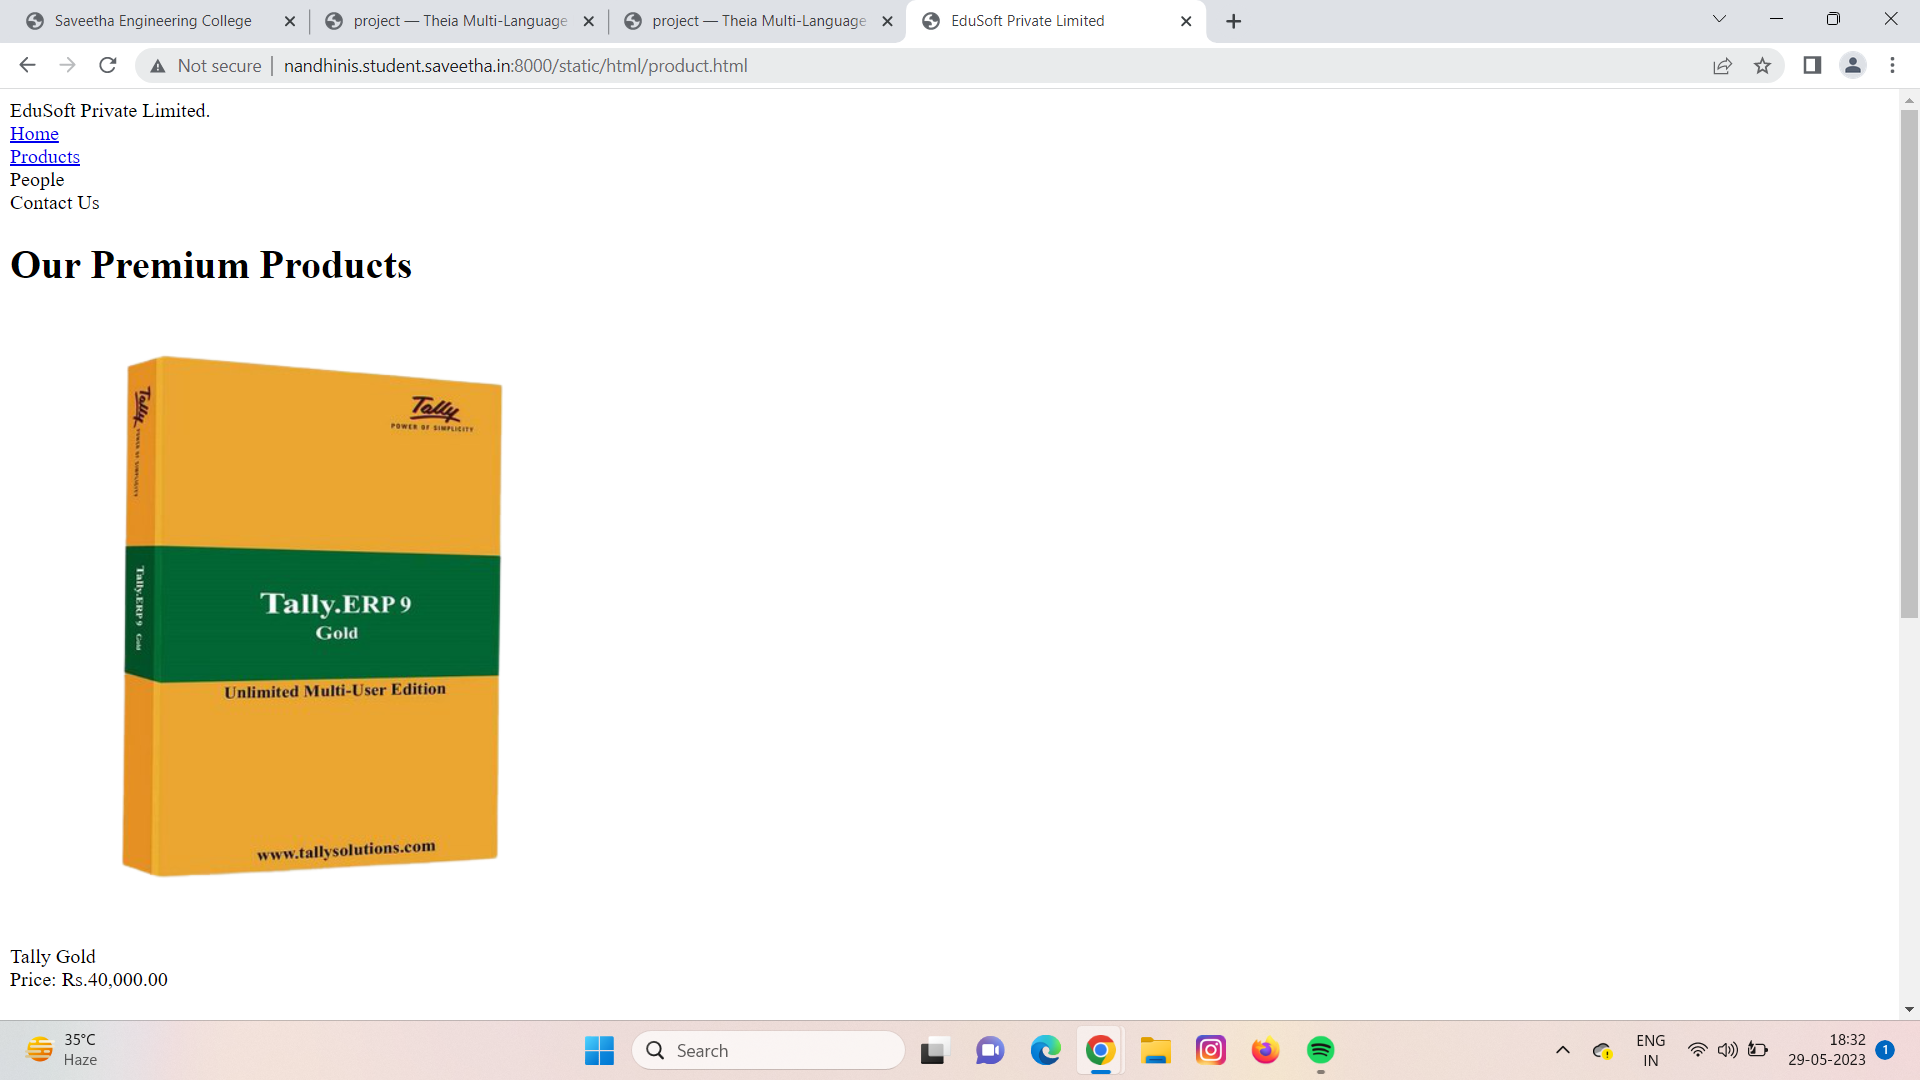 Saveetha Engineering College
project — Theia Multi-Language
project — Theia Multi-Language
EduSoft Private Limited
Not secure
nandhinis.student.saveetha.in:8000/static/html/product.html
EduSoft Private Limited.
Home
Products
People
Contact Us
Our Premium Products
Tally
POWER OF SIMPLICITY
Tally
POWER OF SIMPLICITY
Tally.ERP 9 Gold
Tally.ERP 9
Gold
Unlimited Multi-User Edition
www.tallysolutions.com
Tally Gold
Price: Rs.40,000.00
35°C
Haze
Search
ENG
IN
18:32
29-05-2023
1